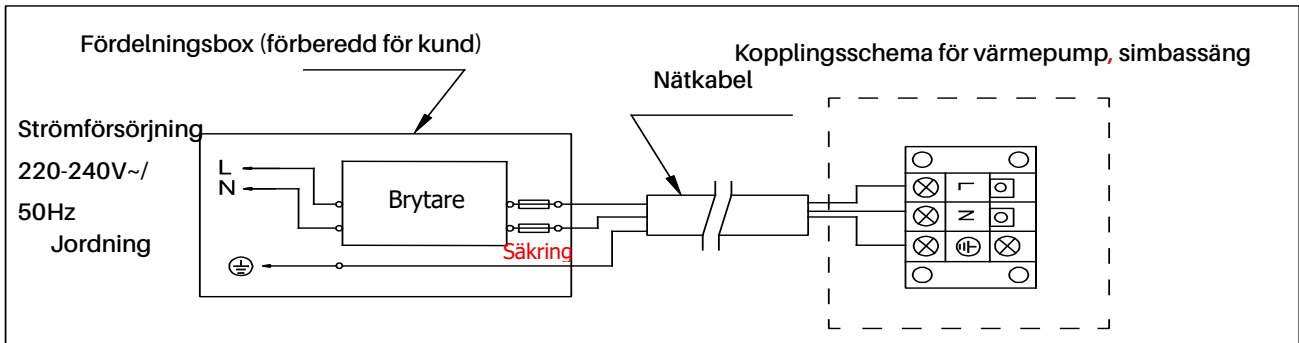 Fördelningsbox (förberedd för kund)
Kopplingsschema för värmepump, simbassäng
Nätkabel
Strömförsörjning
220-240V~/
50Hz
Jordning
L
N
Brytare
Säkring
L
N